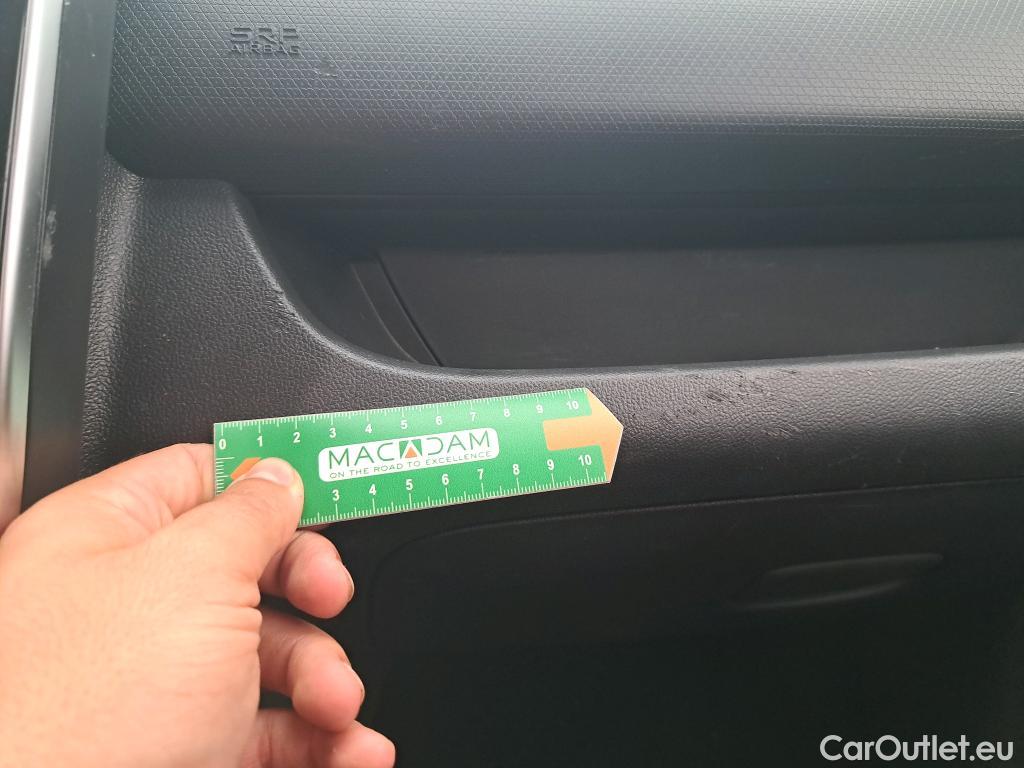 SRP
AIRBAG
0 1 2 3 4 5 6 7 8 9 10
MACADAM
ON THE ROAD TO EXCELLENCE
3 4 5 6 7 8 9 10
CarOutlet.eu